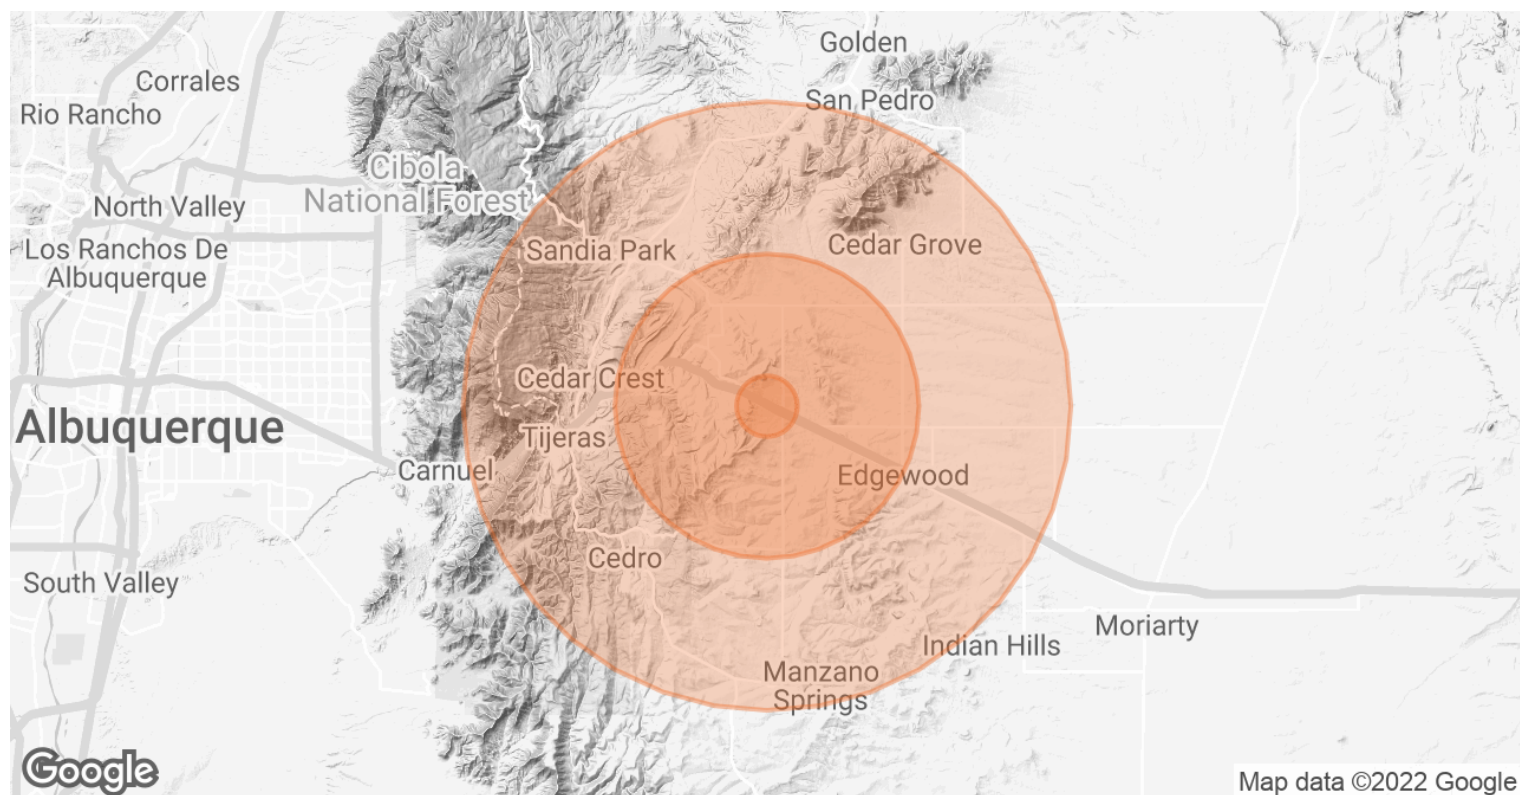 Golden
Corrales
San Pedro
Rio Rancho
Cibola
National Forest
North Valley
Sandia Park
Cedar Grove
Los Ranchos De
Albuquerque
Cedar Crest
Albuquerque
Tijeras
Carnuel
Edgewood
Cedro
South Valley
Moriarty
Indian Hills
Manzano
Springs
Google
Map data ©2022 Google